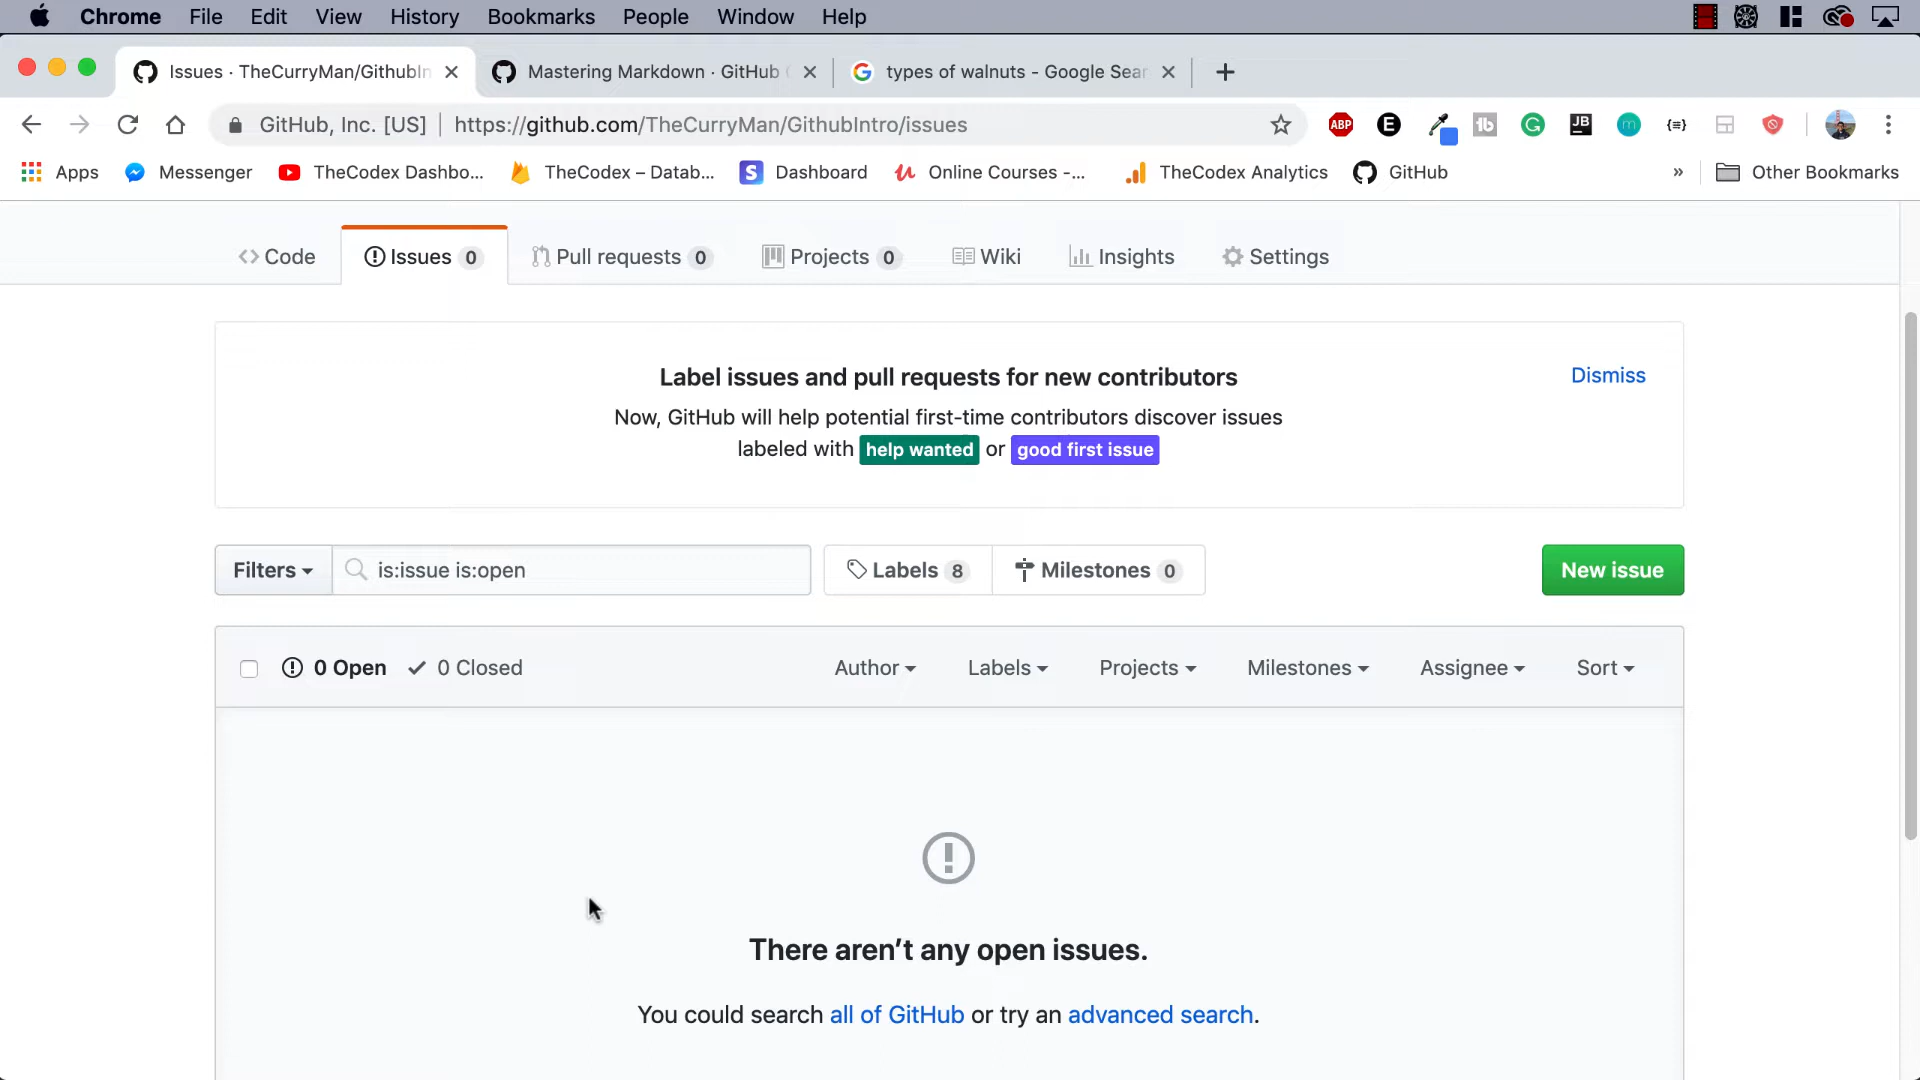 Chrome File Edit View History Bookmarks People Window Help
Issues · TheCurryMan/GithubIn Mastering Markdown · GitHub types of walnuts - Google Sear
GitHub, Inc. [US] https://github.com/TheCurryMan/GithubIntro/issues ABP E tb G JB m {≡}
Apps Messenger TheCodex Dashbo... TheCodex – Datab... S Dashboard Online Courses -... TheCodex Analytics GitHub » Other Bookmarks
Code Issues 0 Pull requests 0 Projects 0 Wiki Insights Settings
Label issues and pull requests for new contributors Dismiss
Now, GitHub will help potential first-time contributors discover issues
labeled with help wanted or good first issue
Filters is:issue is:open Labels 8 Milestones 0 New issue
0 Open 0 Closed Author Labels Projects Milestones Assignee Sort
There aren’t any open issues.
You could search all of GitHub or try an advanced search.